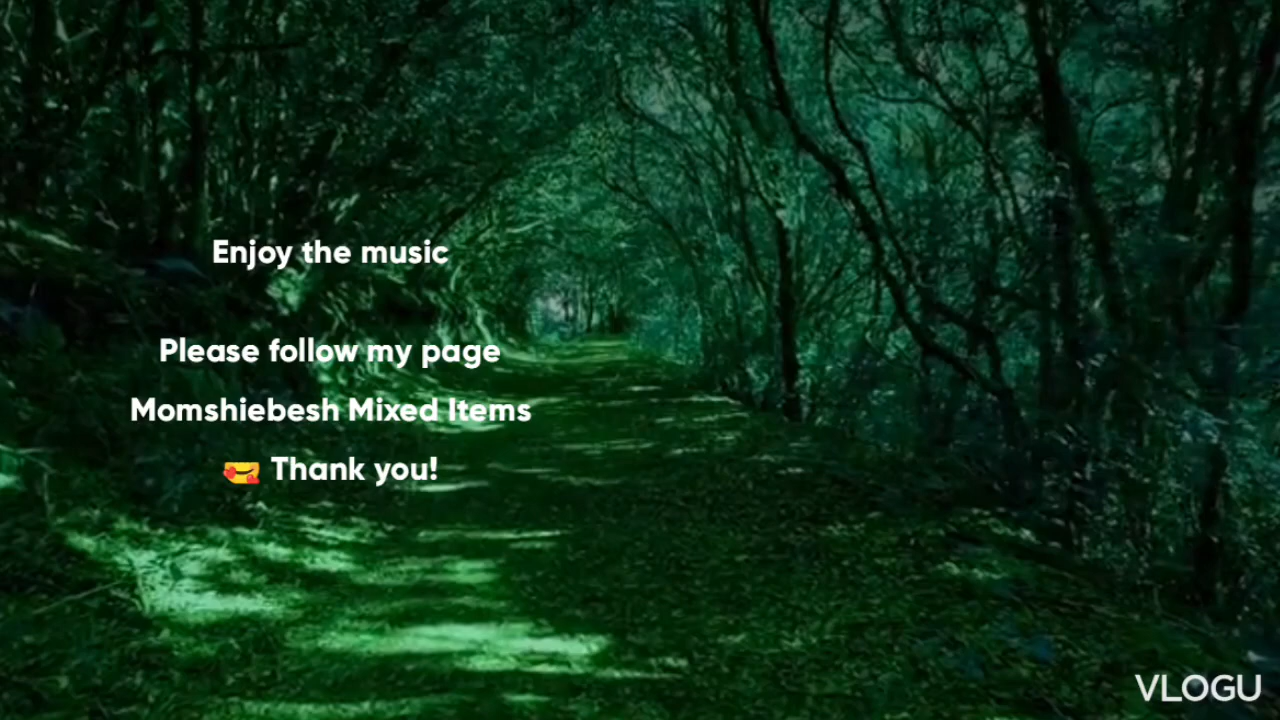 Enjoy the music
Please follow my page
Momshiebesh Mixed Items
🥰 Thank you!
VLOGU